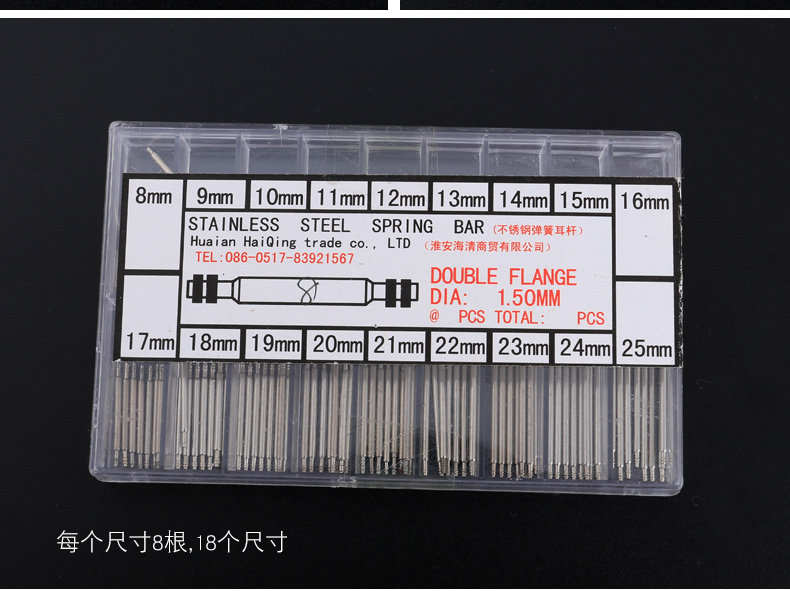 8mm 9mm 10mm 11mm 12mm 13mm 14mm 15mm 16mm
STAINLESS STEEL SPRING BAR (不锈钢弹簧耳杆)
Huaian HaiQing trade co., LTD (淮安海清商贸有限公司)
TEL:086-0517-83921567
DOUBLE FLANGE
DIA: 1.50MM
@ PCS TOTAL: PCS
17mm 18mm 19mm 20mm 21mm 22mm 23mm 24mm 25mm
每个尺寸8根,18个尺寸